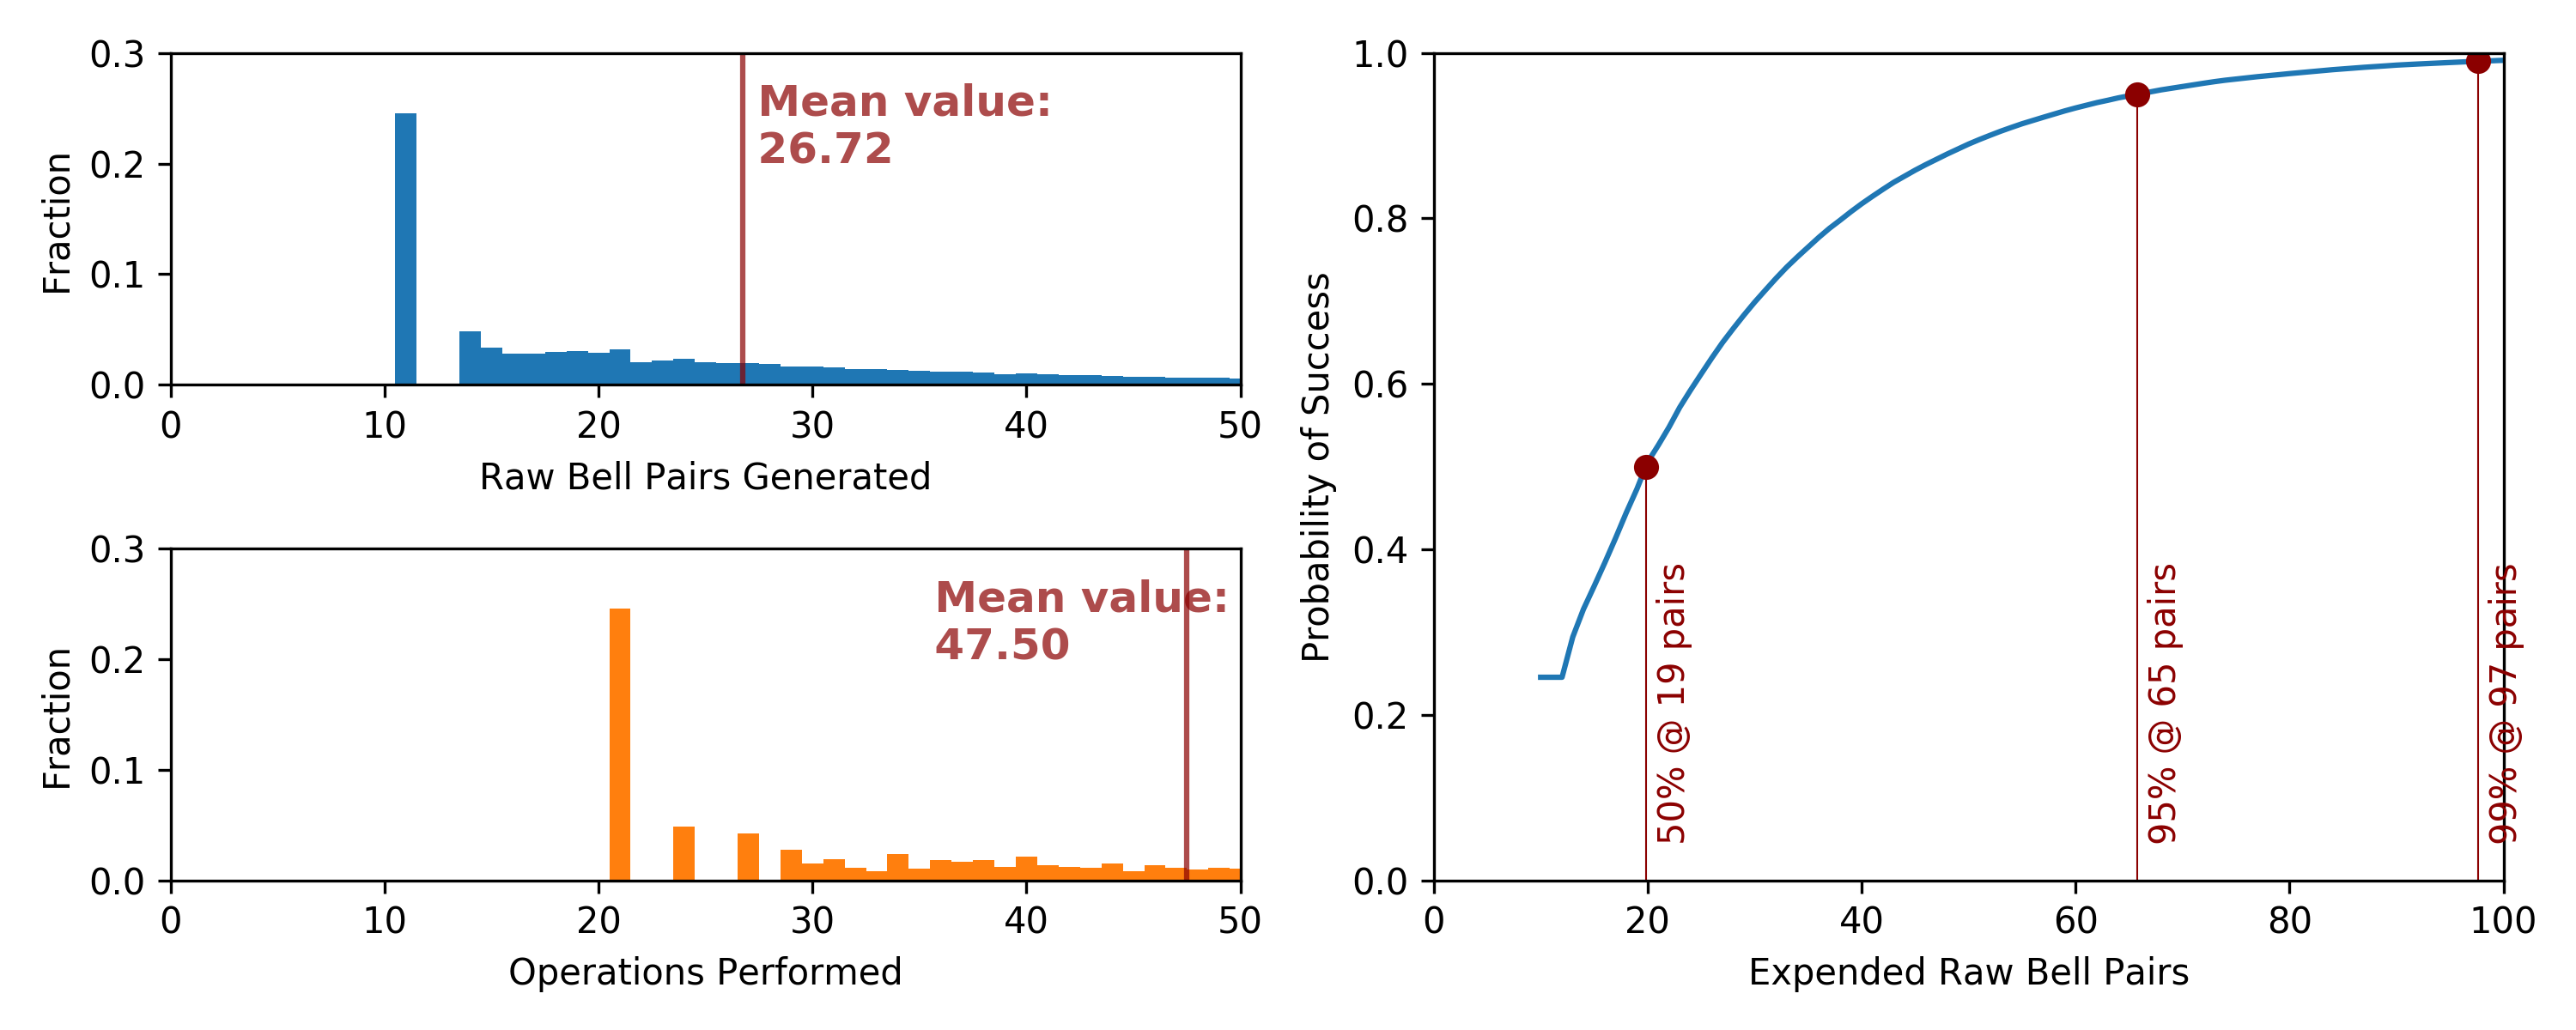 0.3
0.2
0.1
0.0
Fraction
Mean value:
26.72
0 10 20 30 40 50
Raw Bell Pairs Generated
0.3
0.2
0.1
0.0
Fraction
Mean value:
47.50
0 10 20 30 40 50
Operations Performed
1.0
0.8
0.6
0.4
0.2
0.0
Probability of Success
50% @ 19 pairs
95% @ 65 pairs
99% @ 97 pairs
0 20 40 60 80 100
Expended Raw Bell Pairs